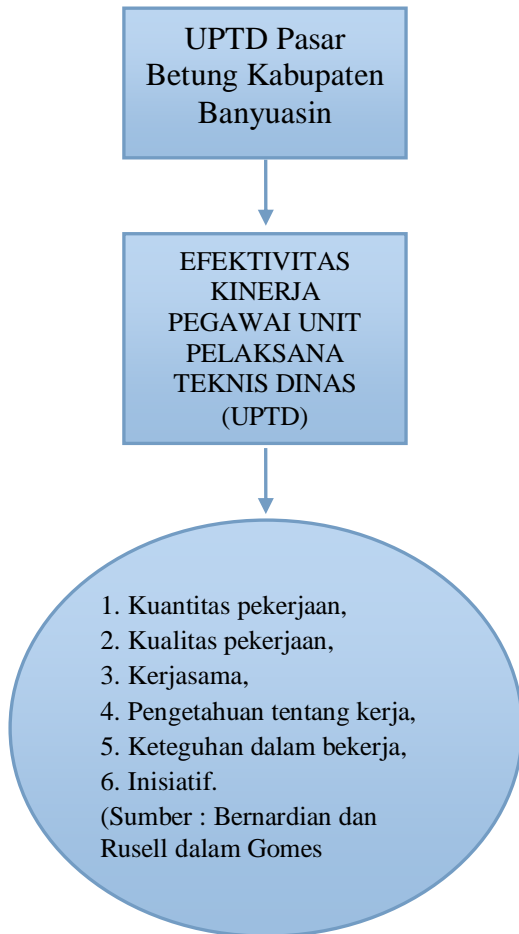 UPTD Pasar
Betung Kabupaten
Banyuasin
EFEKTIVITAS
KINERJA
PEGAWAI UNIT
PELAKSANA
TEKNIS DINAS
(UPTD)
1. Kuantitas pekerjaan,
2. Kualitas pekerjaan,
3. Kerjasama,
4. Pengetahuan tentang kerja,
5. Keteguhan dalam bekerja,
6. Inisiatif.
(Sumber : Bernardian dan
Rusell dalam Gomes